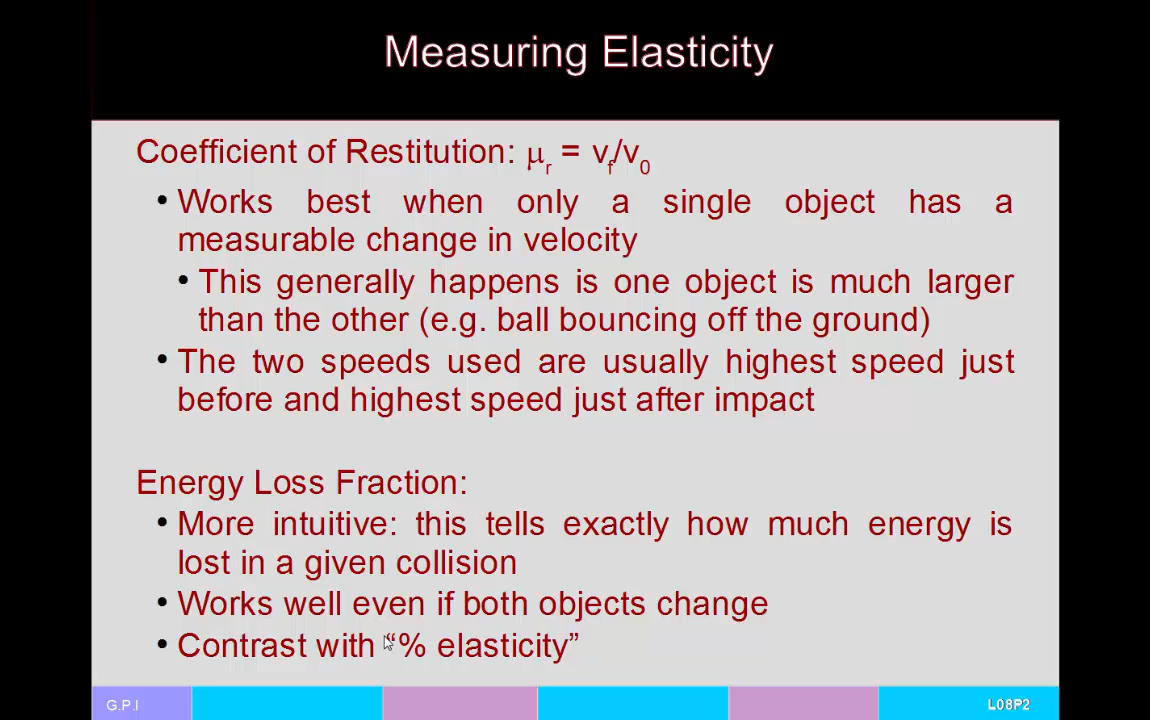 Measuring Elasticity
Coefficient of Restitution: μr = vf/v0
• Works best when only a single object has a
measurable change in velocity
• This generally happens is one object is much larger
than the other (e.g. ball bouncing off the ground)
• The two speeds used are usually highest speed just
before and highest speed just after impact
Energy Loss Fraction:
• More intuitive: this tells exactly how much energy is
lost in a given collision
• Works well even if both objects change
• Contrast with “% elasticity”
G.P.I
L08P2